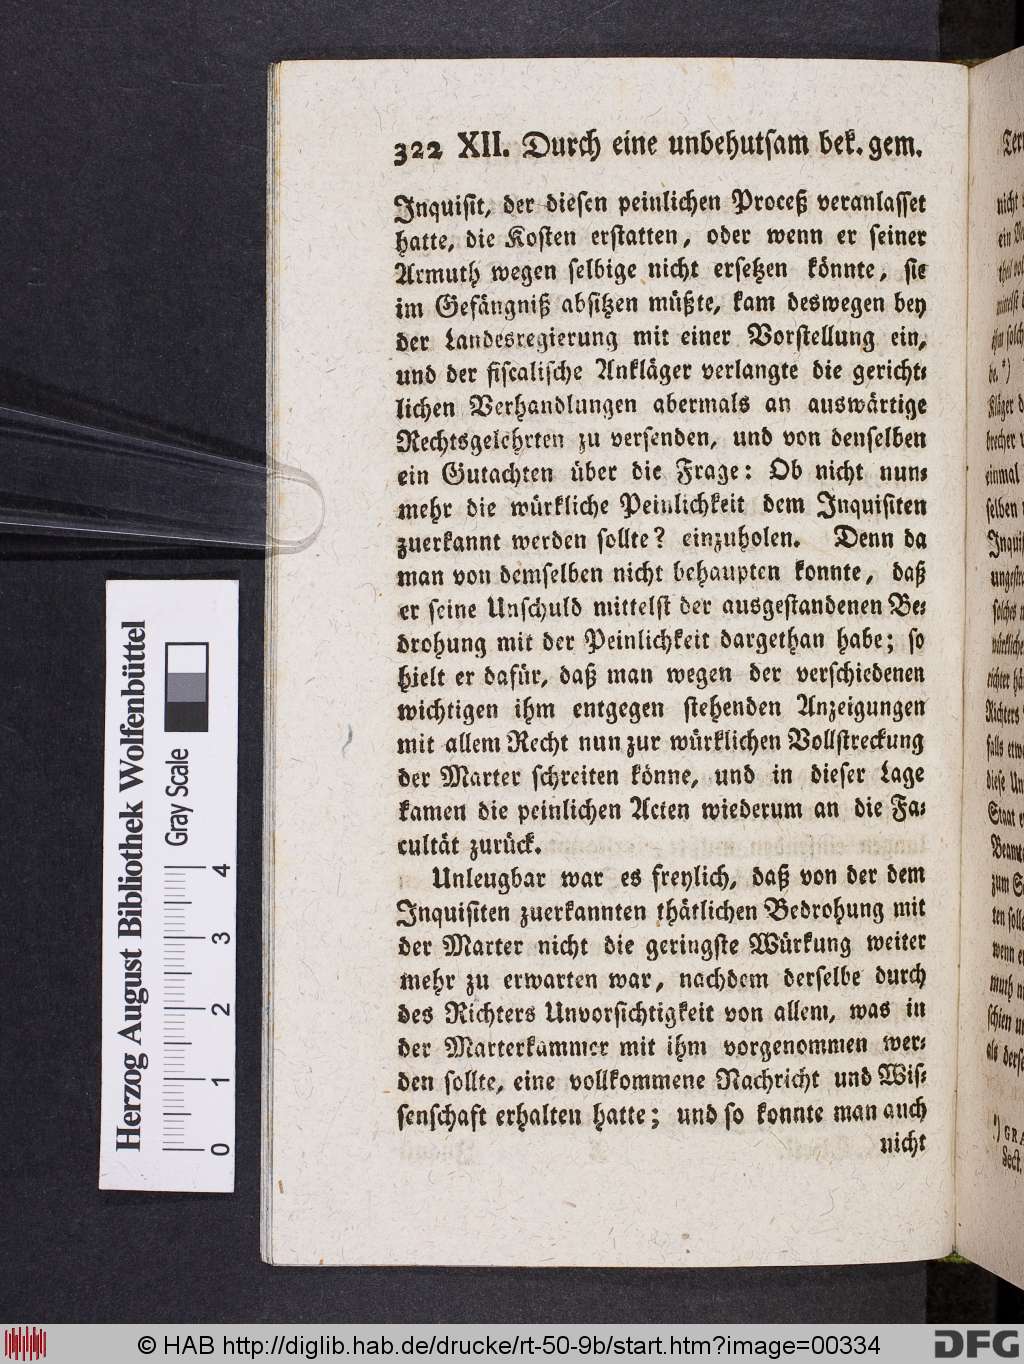 322 XII. Durch eine unbehutsam bek. gem.
Inquisit, der diesen peinlichen Proceß veranlasset
hatte, die Kosten erstatten, oder wenn er seiner
Armuth wegen selbige nicht ersetzen könnte, sie
im Gefängniß absitzen müßte, kam deswegen bey
der Landesregierung mit einer Vorstellung ein,
und der fiscalische Ankläger verlangte die gericht-
lichen Verhandlungen abermals an auswärtige
Rechtsgelehrten zu versenden, und von denselben
ein Gutachten über die Frage: Ob nicht nun-
mehr die würkliche Peinlichkeit dem Inquisiten
zuerkannt werden sollte? einzuholen. Denn da
man von demselben nicht behaupten konnte, daß
er seine Unschuld mittelst der ausgestandenen Be-
drohung mit der Peinlichkeit dargethan habe; so
hielt er dafür, daß man wegen der verschiedenen
wichtigen ihm entgegen stehenden Anzeigungen
mit allem Recht nun zur würklichen Vollstreckung
der Marter schreiten könne, und in dieser Lage
kamen die peinlichen Acten wiederum an die Fa-
cultät zurück.
Unleugbar war es freylich, daß von der dem
Inquisiten zuerkannten thätlichen Bedrohung mit
der Marter nicht die geringste Würkung weiter
mehr zu erwarten war, nachdem derselbe durch
des Richters Unvorsichtigkeit von allem, was in
der Marterkammer mit ihm vorgenommen wer-
den sollte, eine vollkommene Nachricht und Wis-
senschaft erhalten hatte; und so konnte man auch
nicht
Herzog August Bibliothek Wolfenbüttel
Gray Scale
0 1 2 3 4
© HAB http://diglib.hab.de/drucke/rt-50-9b/start.htm?image=00334
DFG